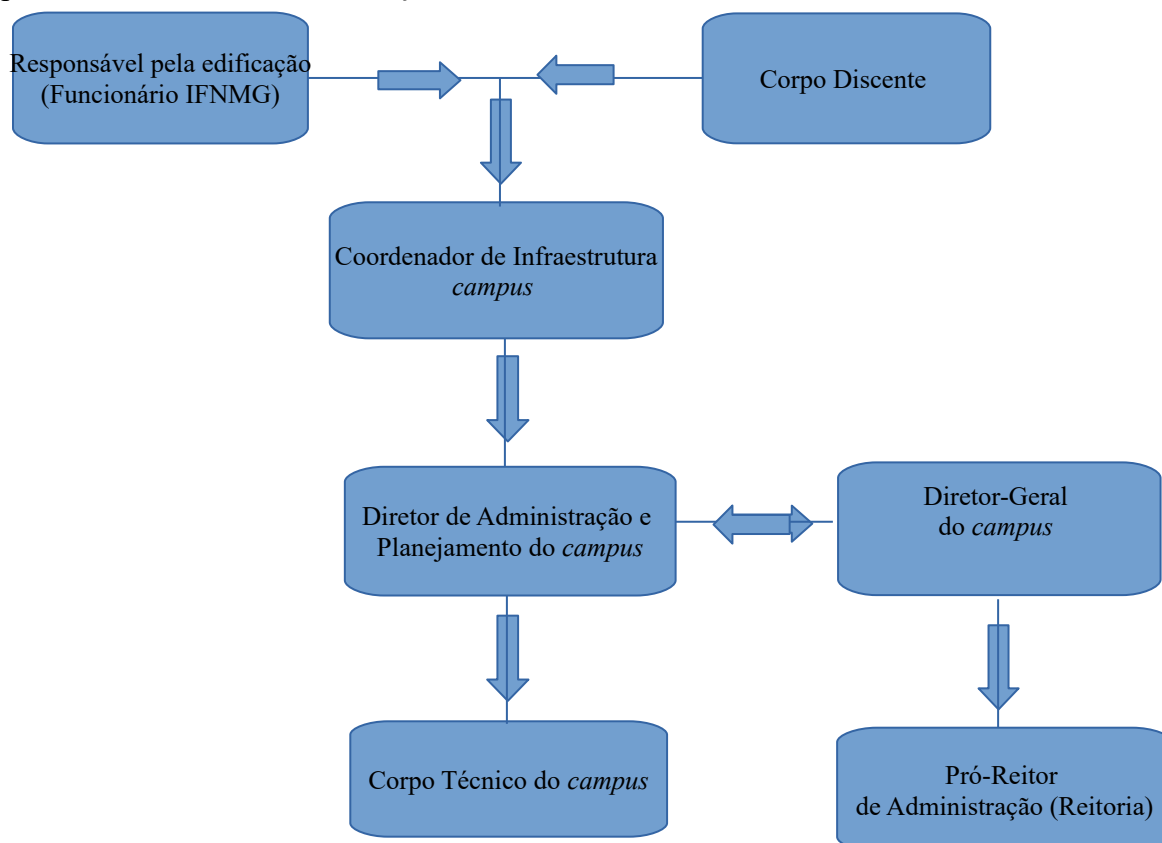 Responsável pela edificação
(Funcionário IFNMG)
Corpo Discente
Coordenador de Infraestrutura
campus
Diretor de Administração e
Planejamento do campus
Diretor-Geral
do campus
Corpo Técnico do campus
Pró-Reitor
de Administração (Reitoria)